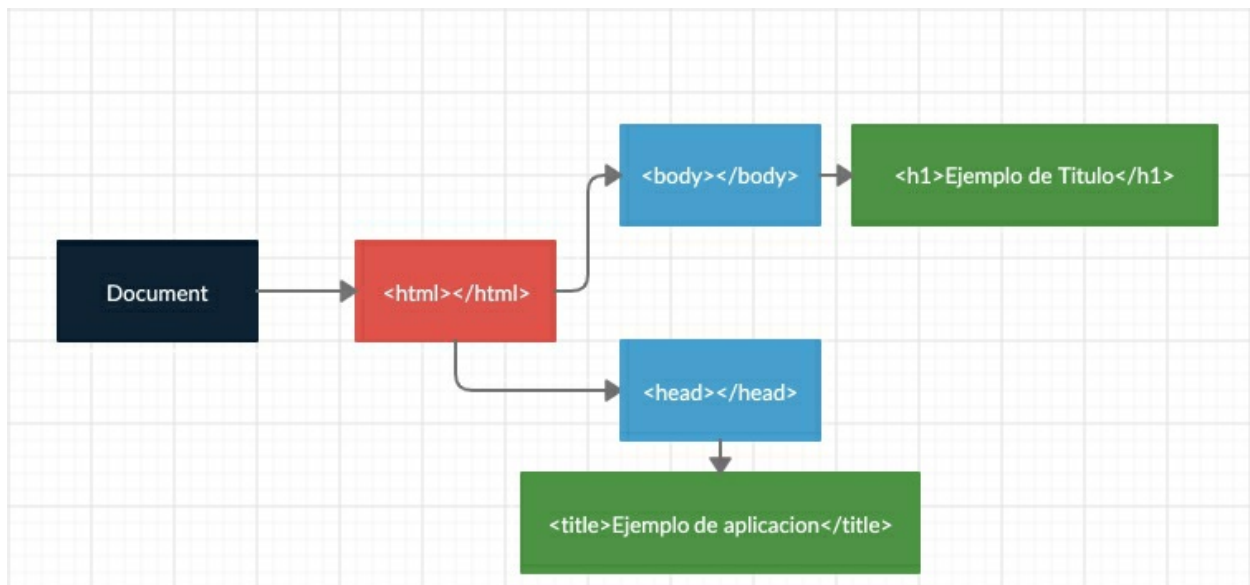 <body></body>
<h1>Ejemplo de Titulo</h1>
Document
<html></html>
<head></head>
<title>Ejemplo de aplicacion</title>